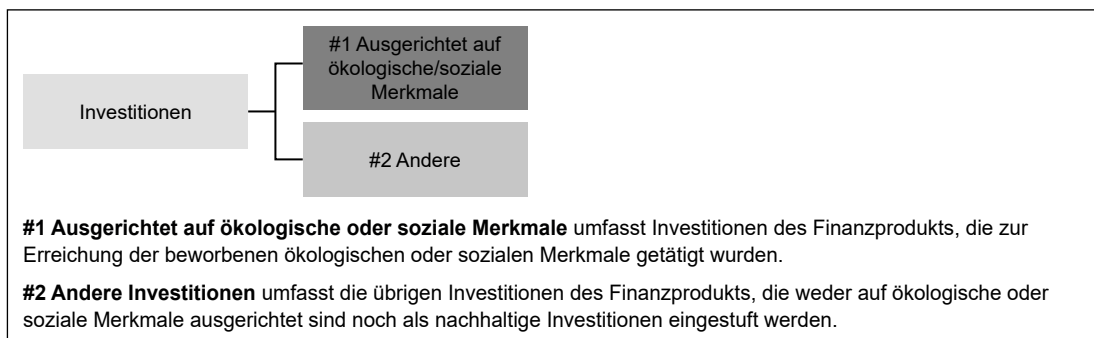 #1 Ausgerichtet auf
ökologische/soziale
Merkmale
Investitionen
#2 Andere
#1 Ausgerichtet auf ökologische oder soziale Merkmale umfasst Investitionen des Finanzprodukts, die zur
Erreichung der beworbenen ökologischen oder sozialen Merkmale getätigt wurden.
#2 Andere Investitionen umfasst die übrigen Investitionen des Finanzprodukts, die weder auf ökologische oder
soziale Merkmale ausgerichtet sind noch als nachhaltige Investitionen eingestuft werden.